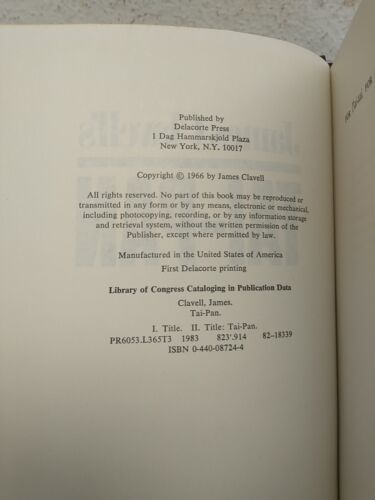 Published by
Delacorte Press
1 Dag Hammarskjold Plaza
New York, N.Y. 10017
Copyright © 1966 by James Clavell
All rights reserved. No part of this book may be reproduced or
transmitted in any form or by any means, electronic or mechanical,
including photocopying, recording, or by any information storage
and retrieval system, without the written permission of the
Publisher, except where permitted by law.
Manufactured in the United States of America
First Delacorte printing
Library of Congress Cataloging in Publication Data
Clavell, James.
Tai-Pan.
I. Title. II. Title: Tai-Pan.
PR6053.L365T3 1983 823'.914 82-18339
ISBN 0-440-08724-4